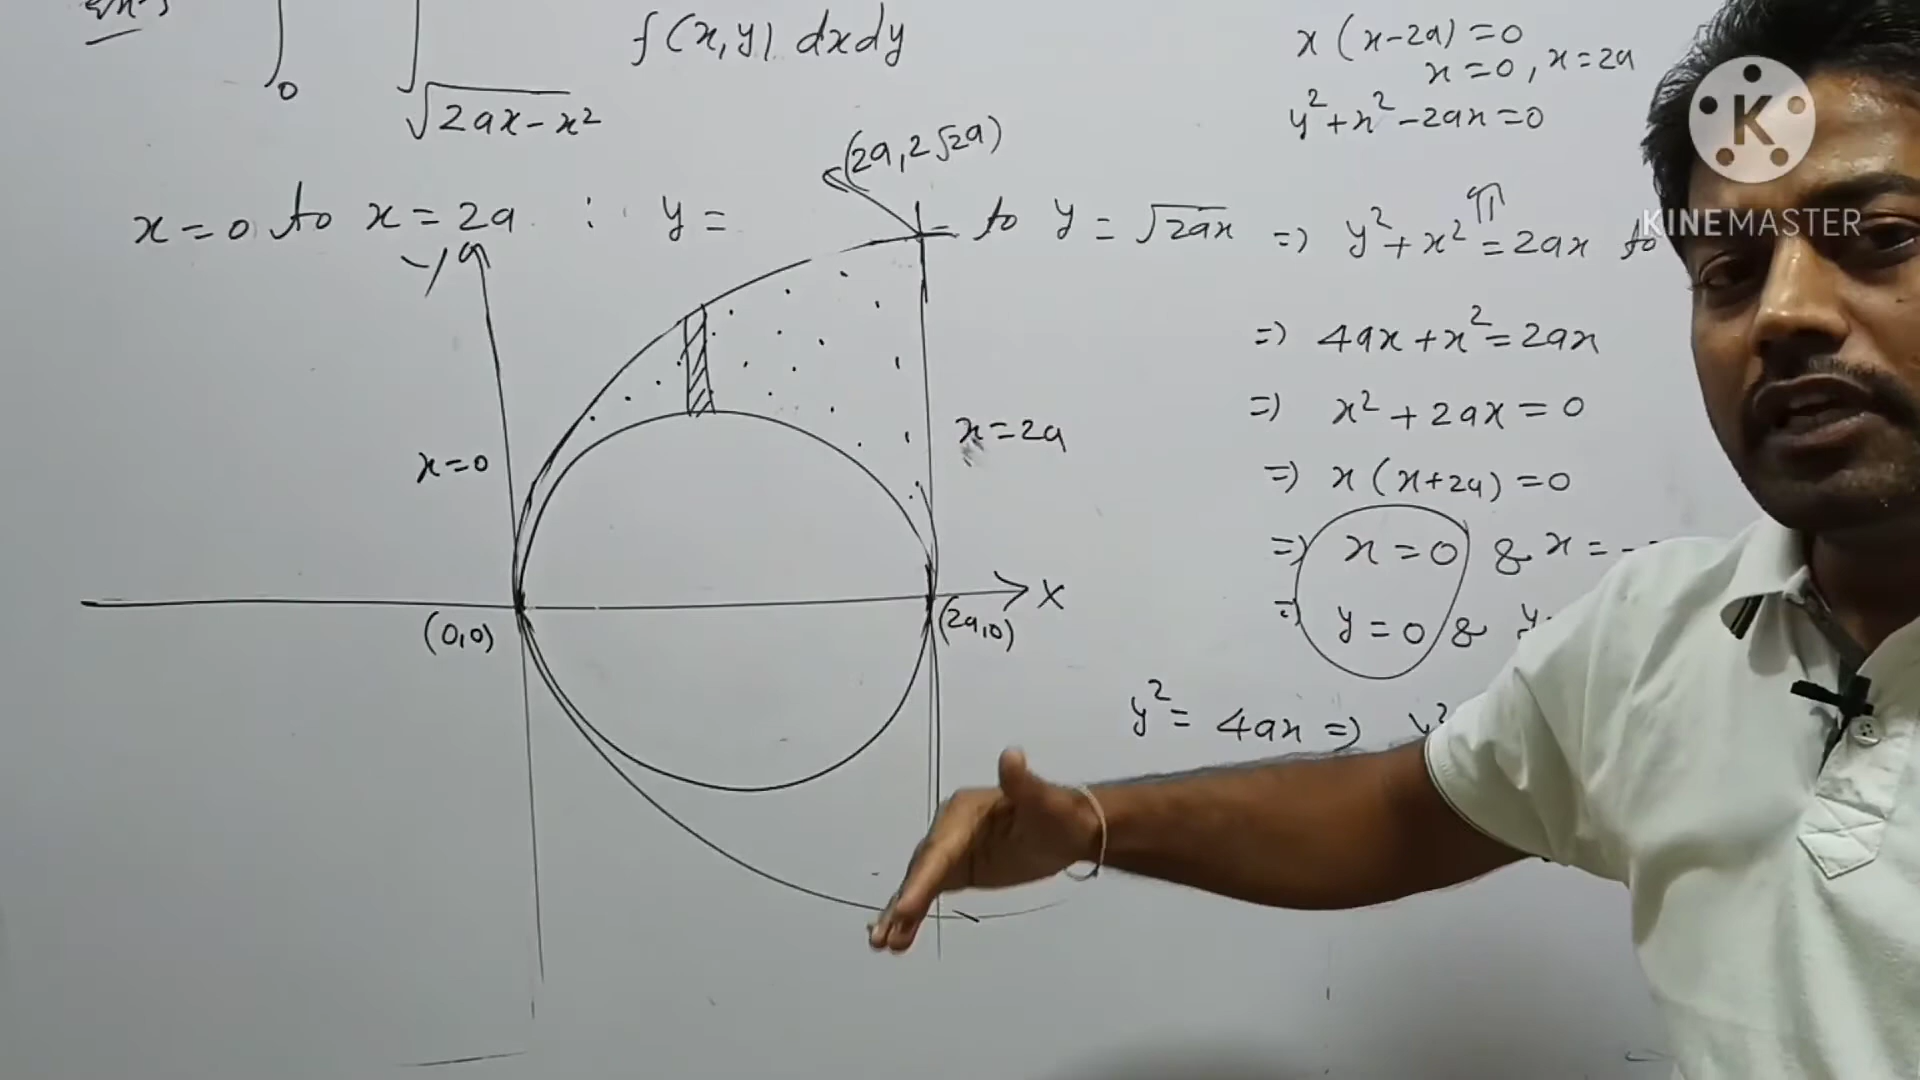 0
√2ax-x²
f(x,y) dxdy
x(x-2a)=0
x=0, x=2a
y²+x²-2ax=0
K
KINEMASTER
(2a,2√2a)
x=0 to x=2a : y= to y=√2ax => y²+x²=2ax to
π
y
=> 4ax+x²=2ax
=> x²+2ax=0
x=0
x=2a
=> x(x+2a)=0
=> x=0 & x=-
=> y=0 & y
X
(0,0)
(2a,0)
y²=4ax =>